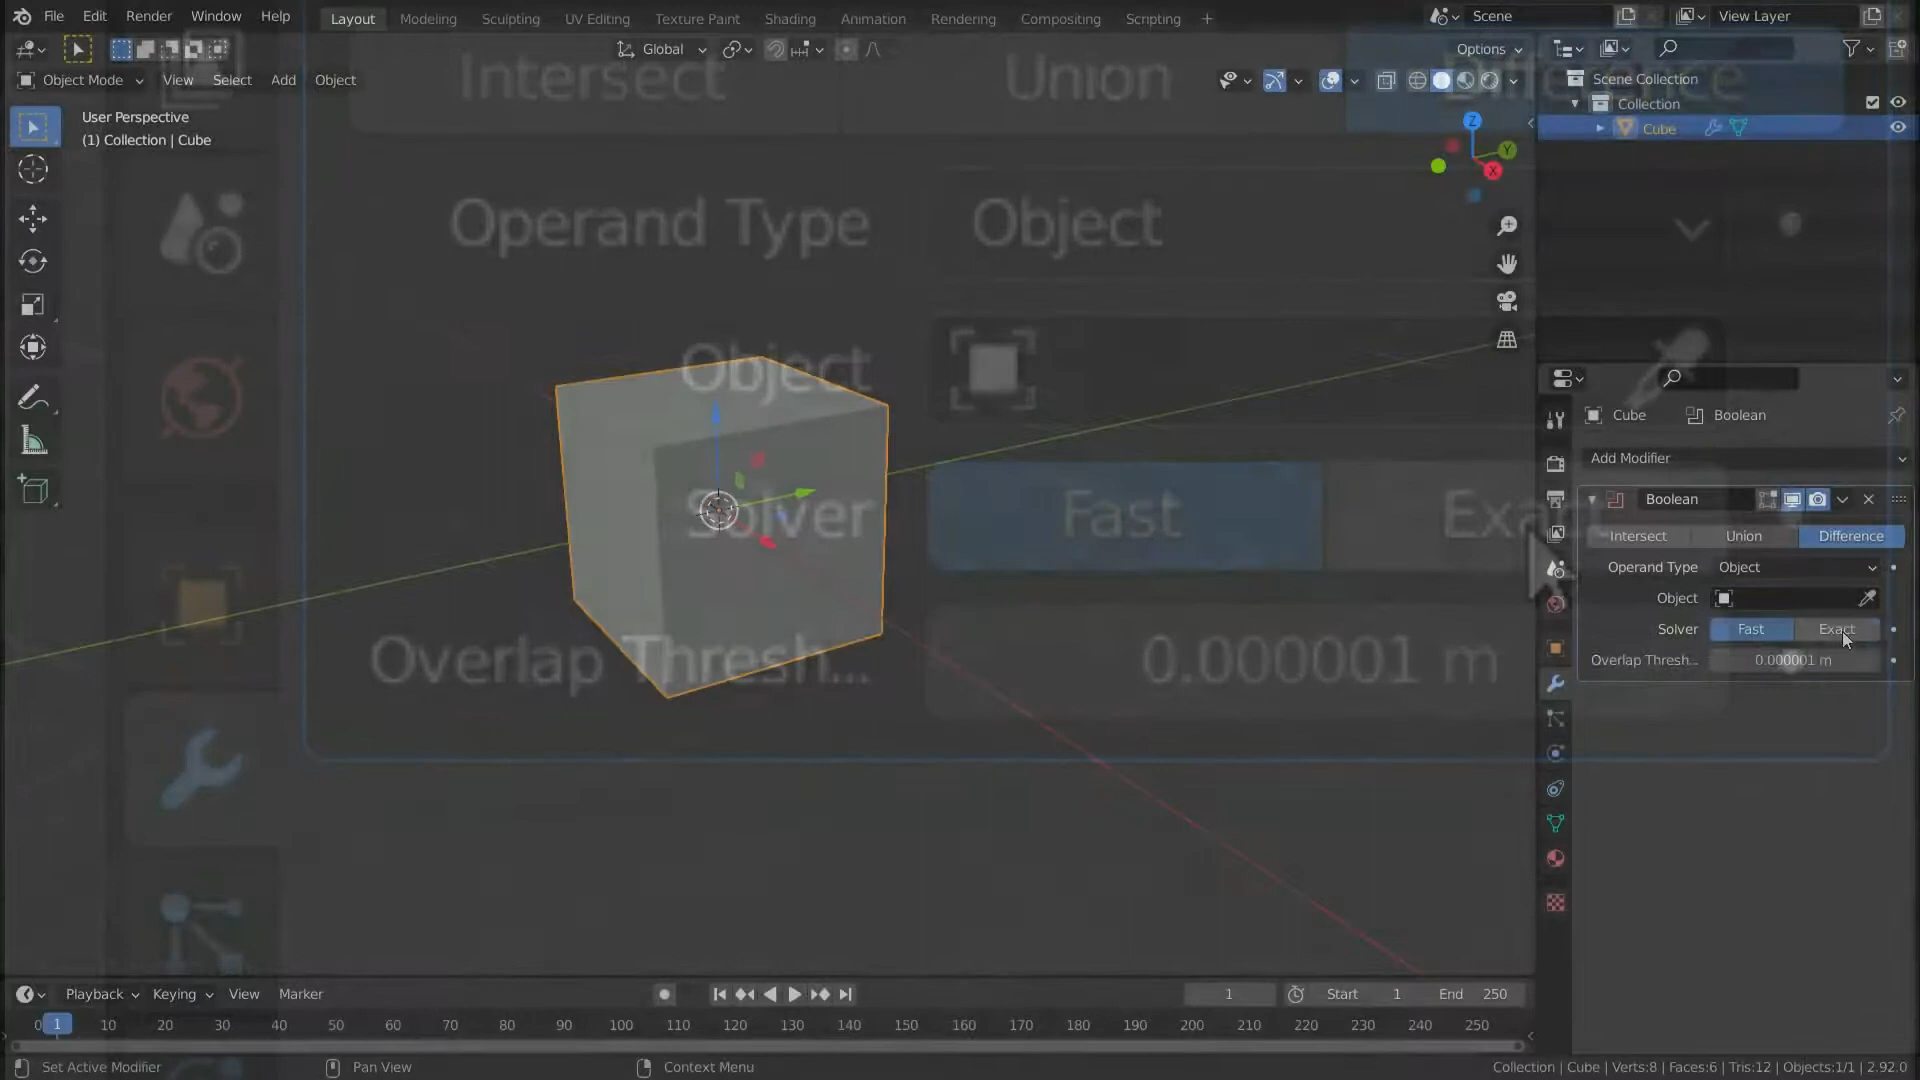 File Edit Render Window Help
Layout Modeling Sculpting UV Editing Texture Paint Shading Animation Rendering Compositing Scripting +
Scene
View Layer
Global
Options
Object Mode View Select Add Object
User Perspective
(1) Collection | Cube
Intersect Union Difference
Operand Type Object
Object
Solver Fast Exact
Overlap Thresh... 0.000001 m
Z
Y
X
Scene Collection
Collection
Cube
Cube Boolean
Add Modifier
Boolean
Intersect Union Difference
Operand Type Object
Object
Solver Fast Exact
Overlap Thresh... 0.000001 m
Playback Keying View Marker
1 Start 1 End 250
0 1 10 20 30 40 50 60 70 80 90 100 110 120 130 140 150 160 170 180 190 200 210 220 230 240 250
Set Active Modifier Pan View Context Menu
Collection | Cube | Verts:8 | Faces:6 | Tris:12 | Objects:1/1 | 2.92.0